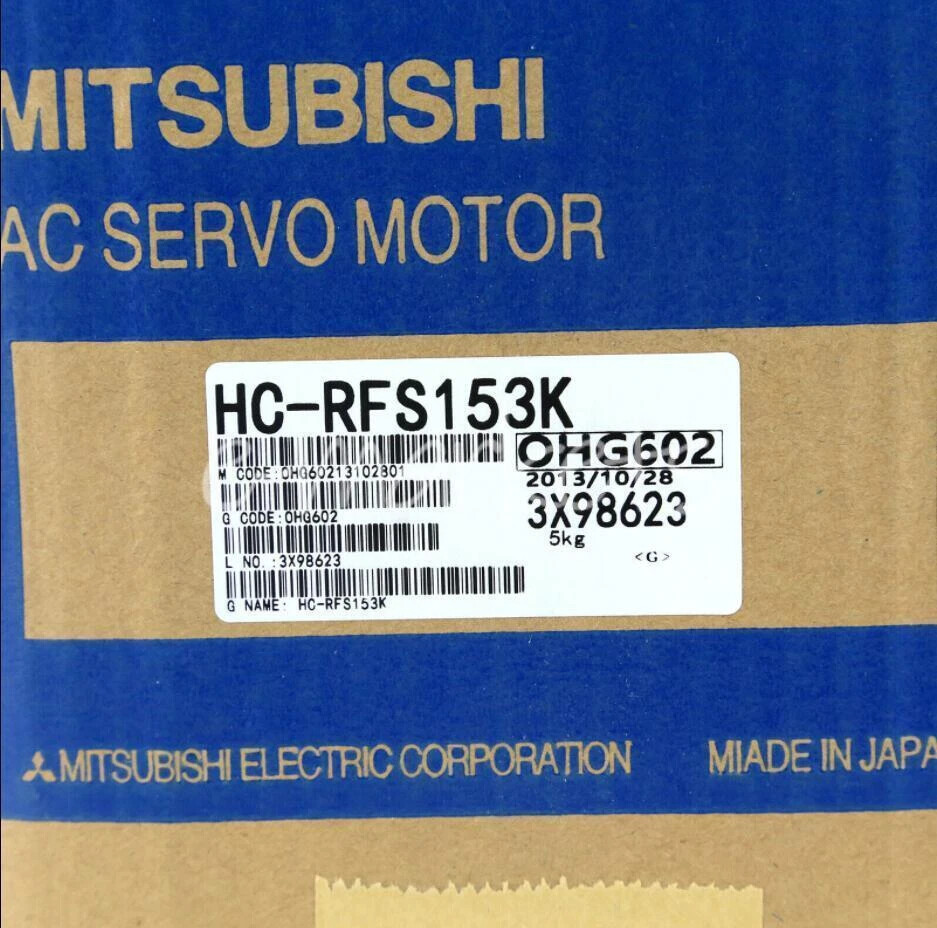 MITSUBISHI
AC SERVO MOTOR
HC-RFS153K
OHG602
M CODE:OHG60213102801
2013/10/28
G CODE:OHG602
3X98623
5kg
L NO.:3X98623
<G>
G NAME: HC-RFS153K
MITSUBISHI ELECTRIC CORPORATION
MIADE IN JAPA